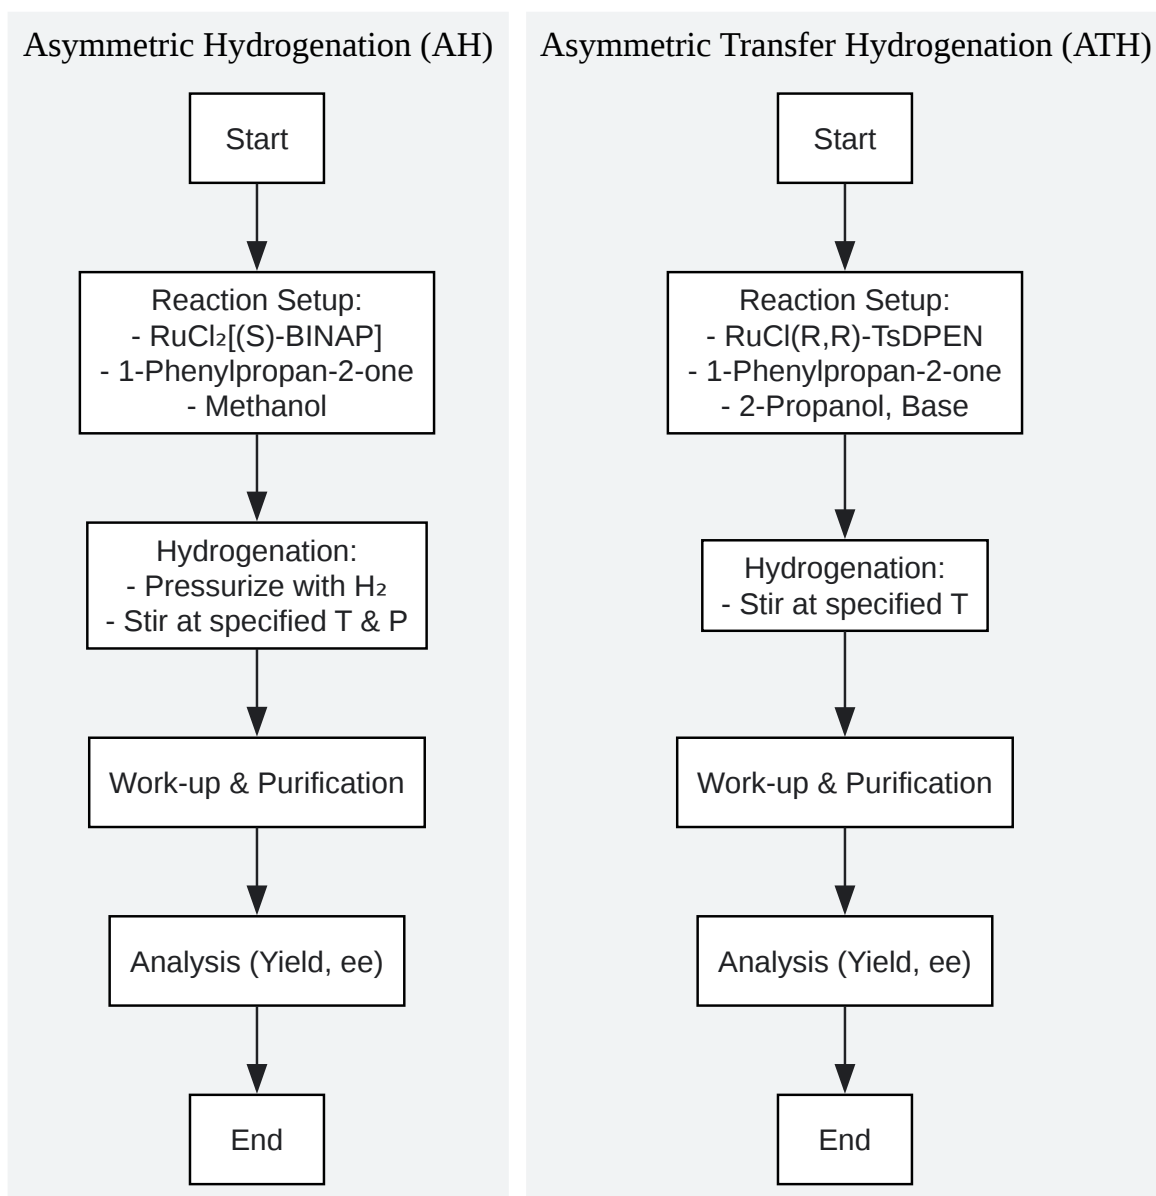 Asymmetric Hydrogenation (AH)
Start
Reaction Setup:
- RuCl₂[(S)-BINAP]
- 1-Phenylpropan-2-one
- Methanol
Hydrogenation:
- Pressurize with H₂
- Stir at specified T & P
Work-up & Purification
Analysis (Yield, ee)
End
Asymmetric Transfer Hydrogenation (ATH)
Start
Reaction Setup:
- RuCl(R,R)-TsDPEN
- 1-Phenylpropan-2-one
- 2-Propanol, Base
Hydrogenation:
- Stir at specified T
Work-up & Purification
Analysis (Yield, ee)
End